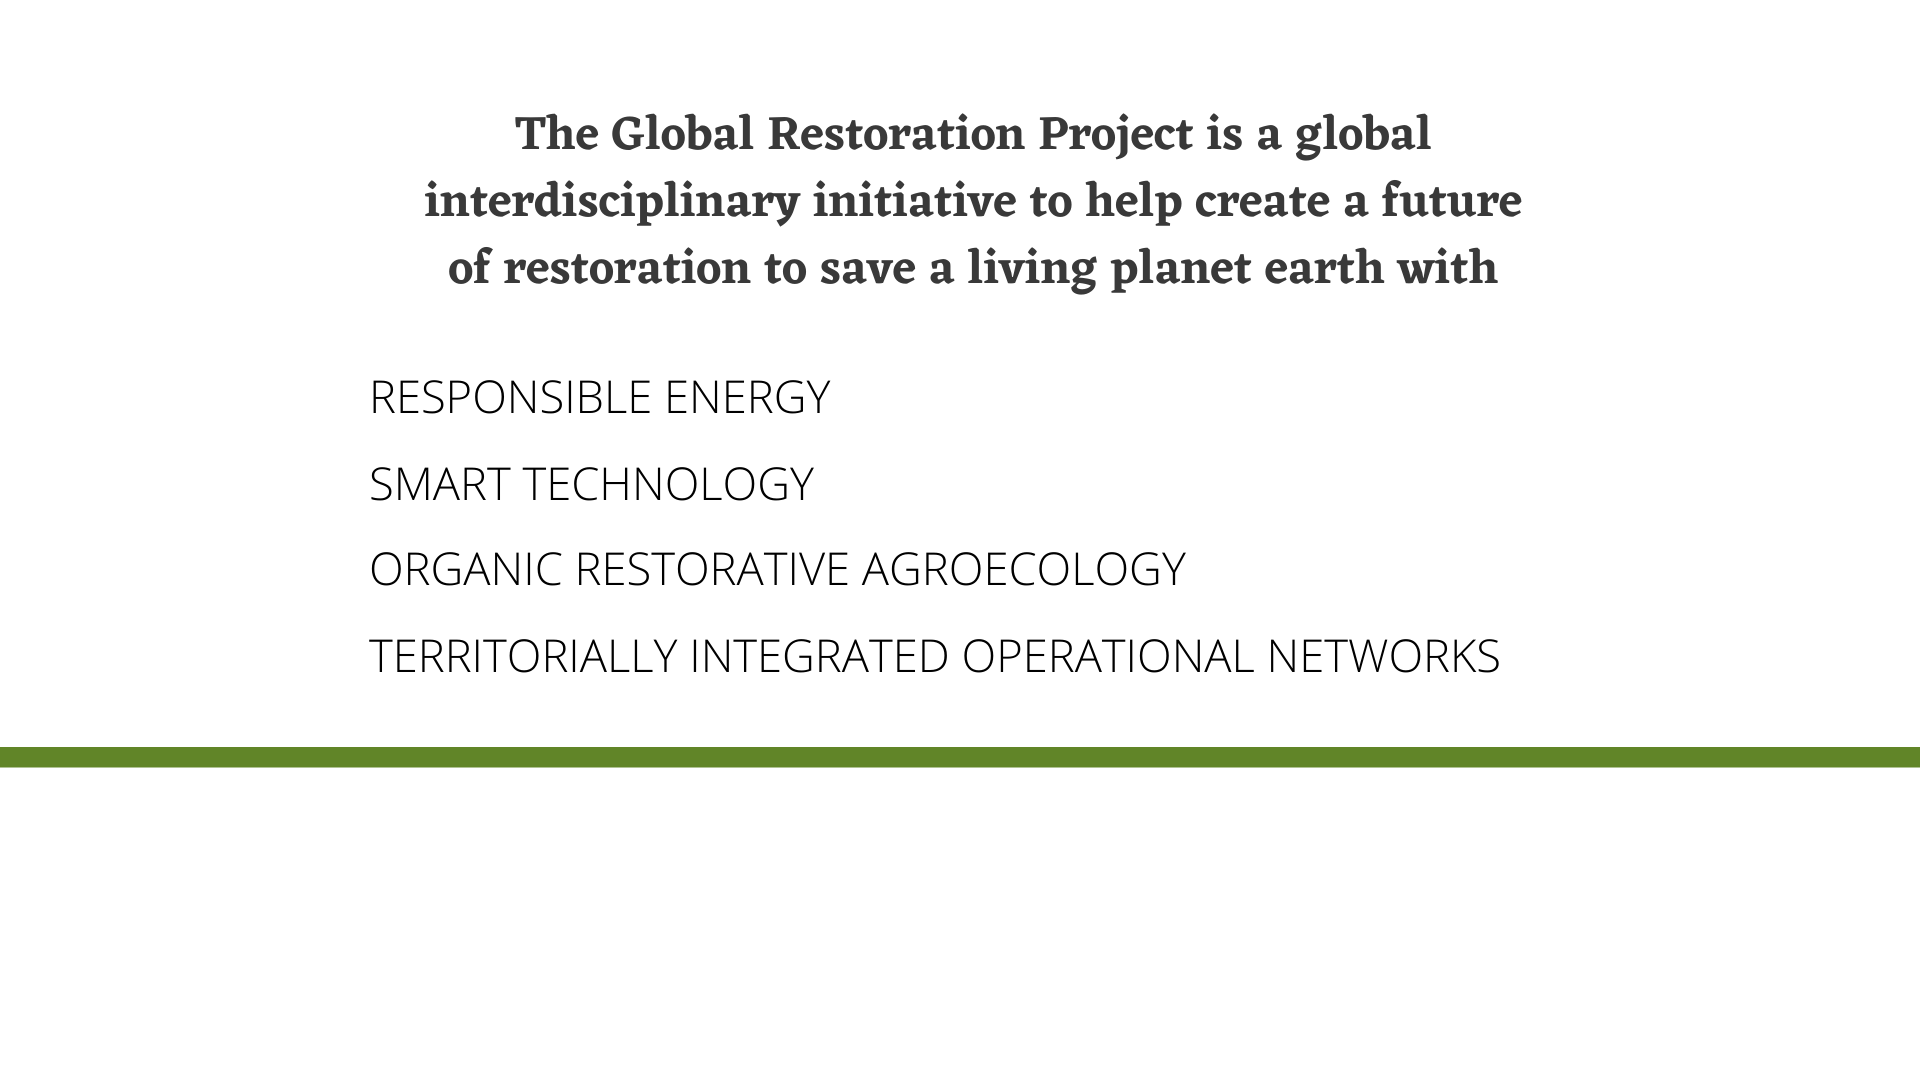 The Global Restoration Project is a global
interdisciplinary initiative to help create a future
of restoration to save a living planet earth with
RESPONSIBLE ENERGY
SMART TECHNOLOGY
ORGANIC RESTORATIVE AGROECOLOGY
TERRITORIALLY INTEGRATED OPERATIONAL NETWORKS